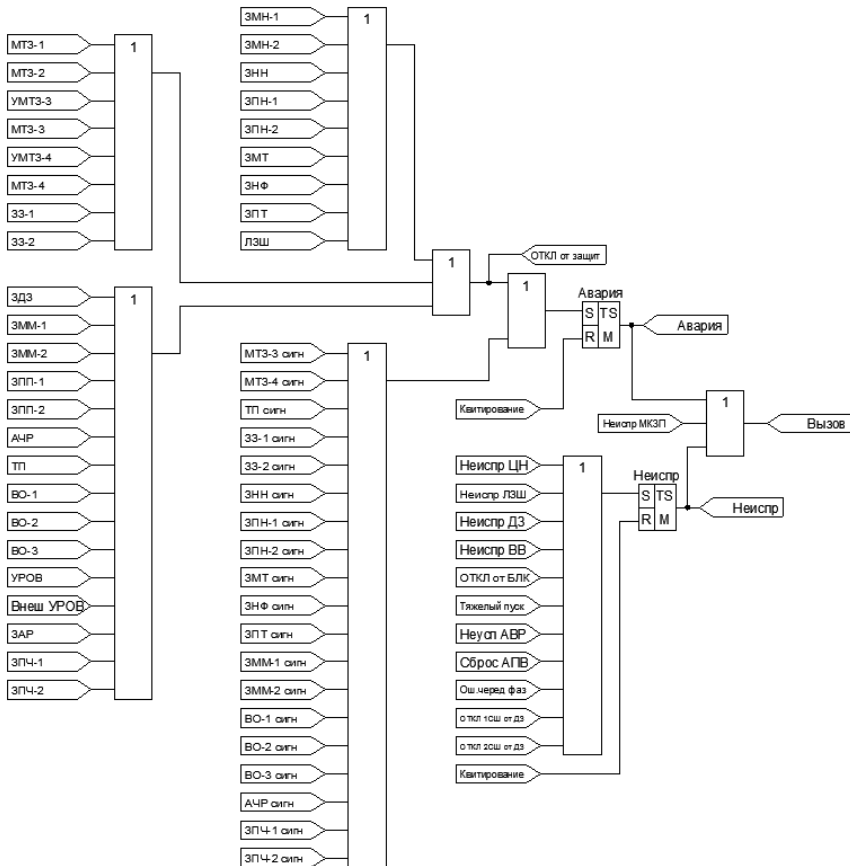 МТЗ-1
МТЗ-2
УМТЗ-3
МТЗ-3
УМТЗ-4
МТЗ-4
ЗЗ-1
ЗЗ-2
1
ЗМН-1
ЗМН-2
ЗНН
ЗПН-1
ЗПН-2
ЗМТ
ЗНФ
ЗПТ
ЛЗШ
1
ЗДЗ
ЗММ-1
ЗММ-2
ЗПП-1
ЗПП-2
АЧР
ТП
ВО-1
ВО-2
ВО-3
УРОВ
Внеш УРОВ
ЗАР
ЗПЧ-1
ЗПЧ-2
1
МТЗ-3 сигн
МТЗ-4 сигн
ТП сигн
ЗЗ-1 сигн
ЗЗ-2 сигн
ЗНН сигн
ЗПН-1 сигн
ЗПН-2 сигн
ЗМТ сигн
ЗНФ сигн
ЗПТ сигн
ЗММ-1 сигн
ЗММ-2 сигн
ВО-1 сигн
ВО-2 сигн
ВО-3 сигн
АЧР сигн
ЗПЧ-1 сигн
ЗПЧ-2 сигн
1
1
ОТКЛ от защит
1
Авария
S TS
R M
Авария
Квитирование
Неиспр МКЗП
1
Вызов
Неиспр ЦН
Неиспр ЛЗШ
Неиспр ДЗ
Неиспр ВВ
ОТКЛ от БЛК
Тяжелый пуск
Неусп АВР
Сброс АПВ
Ош.черед фаз
ОТКЛ 1СШ от ДЗ
ОТКЛ 2СШ от ДЗ
Квитирование
1
Неиспр
S TS
R M
Неиспр